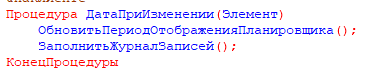 Процедура ДатаПриИзменении(Элемент)
ОбновитьПериодОтображенияПланировщика();
ЗаполнитьЖурналЗаписей();
КонецПроцедуры